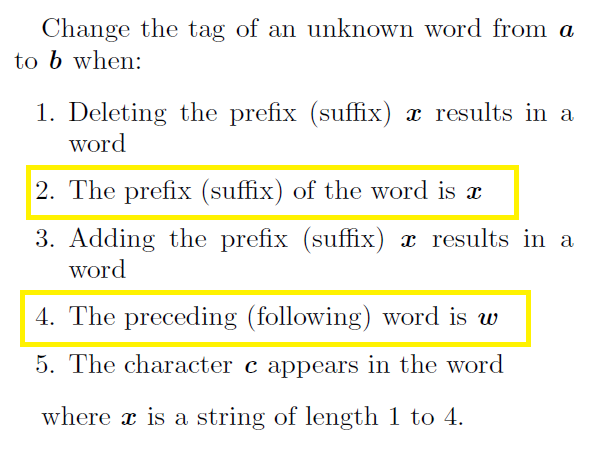 Change the tag of an unknown word from a
to b when:
1. Deleting the prefix (suffix) x results in a
word
2. The prefix (suffix) of the word is x
3. Adding the prefix (suffix) x results in a
word
4. The preceding (following) word is w
5. The character c appears in the word
where x is a string of length 1 to 4.